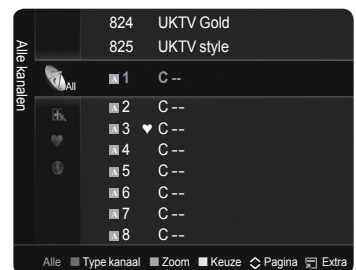 Alle kanalen
824 UKTV Gold
825 UKTV style
All
A 1 C --
A 2 C --
A 3 ♥ C --
A 4 C --
A 5 C --
A 6 C --
A 7 C --
A 8 C --
Alle Type kanaal Zoom Keuze Pagina Extra